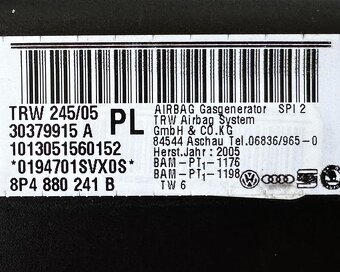 TRW 245/05
30379915 A
1013051560152
*0194701SVX0S*
8P4 880 241 B
PL
AIRBAG Gasgenerator SPI 2
TRW Airbag System
GmbH & CO.KG
84544 Aschau Tel.06836/965-0
Herst.Jahr: 2005
BAM-PT1-1176
BAM-PT1-1198
TW 6